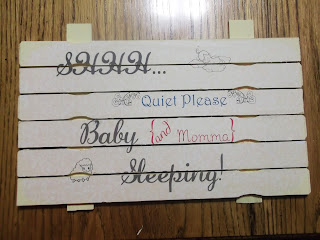 SHHH...
Quiet Please
Baby {and Momma}
Sleeping!